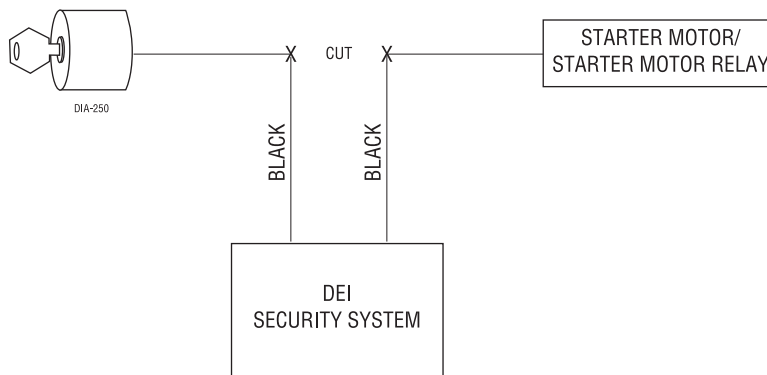 CUT
STARTER MOTOR/
STARTER MOTOR RELAY
DIA-250
BLACK
BLACK
DEI
SECURITY SYSTEM